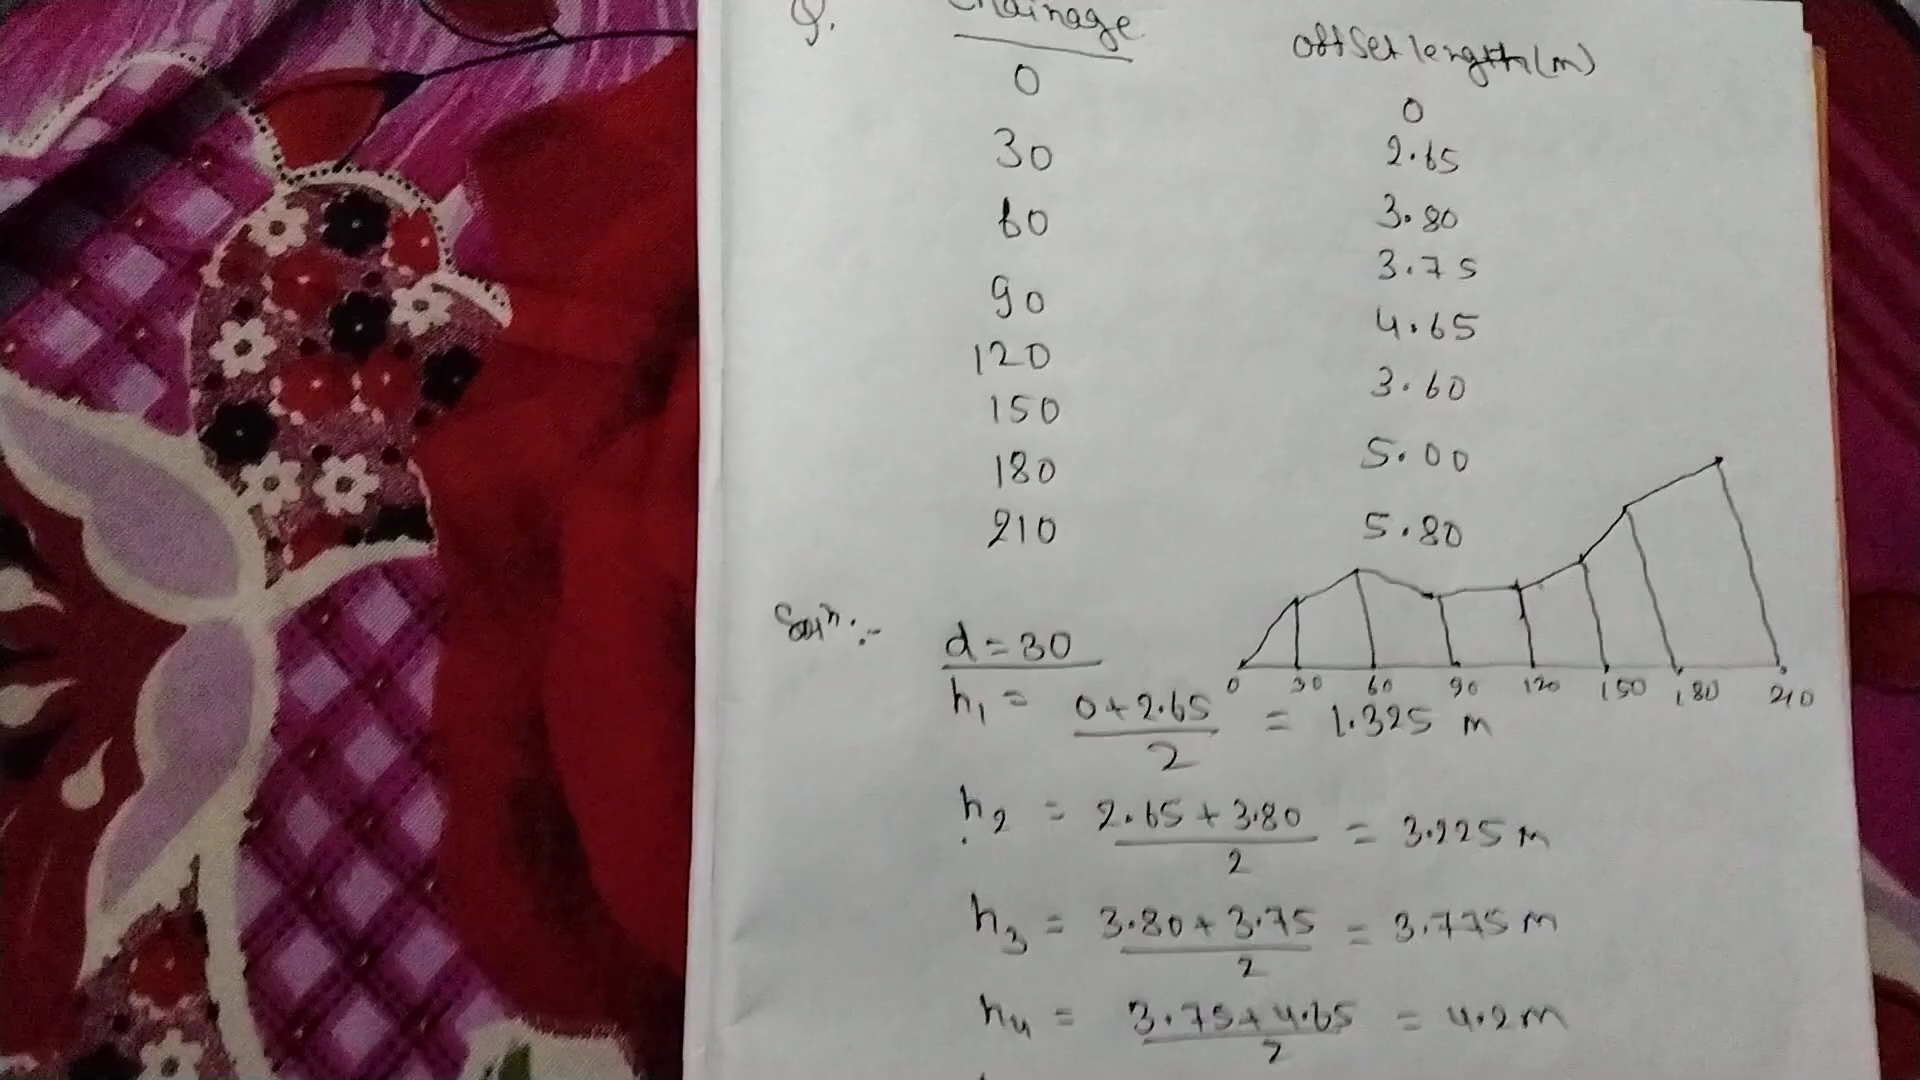 Q. Chainage offset length (m)
0 0
30 2.65
60 3.80
90 3.75
120 4.65
150 3.60
180 5.00
210 5.80
Soln:-
d = 30
0 30 60 90 120 150 180 210
h1 = 0+2.65 / 2 = 1.325 m
h2 = 2.65+3.80 / 2 = 3.225 m
h3 = 3.80+3.75 / 2 = 3.775 m
h4 = 3.75+4.65 / 2 = 4.2 m